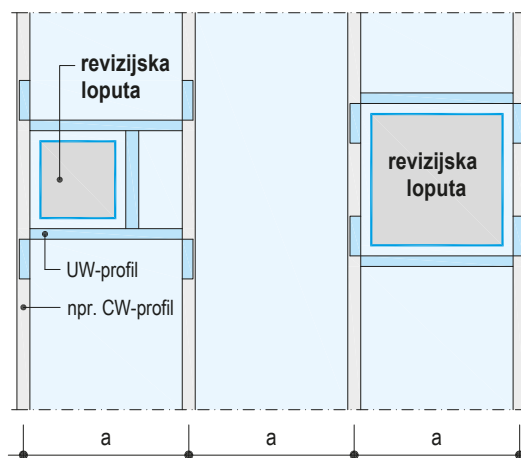 revizijska
loputa
revizijska
loputa
UW-profil
npr. CW-profil
a
a
a